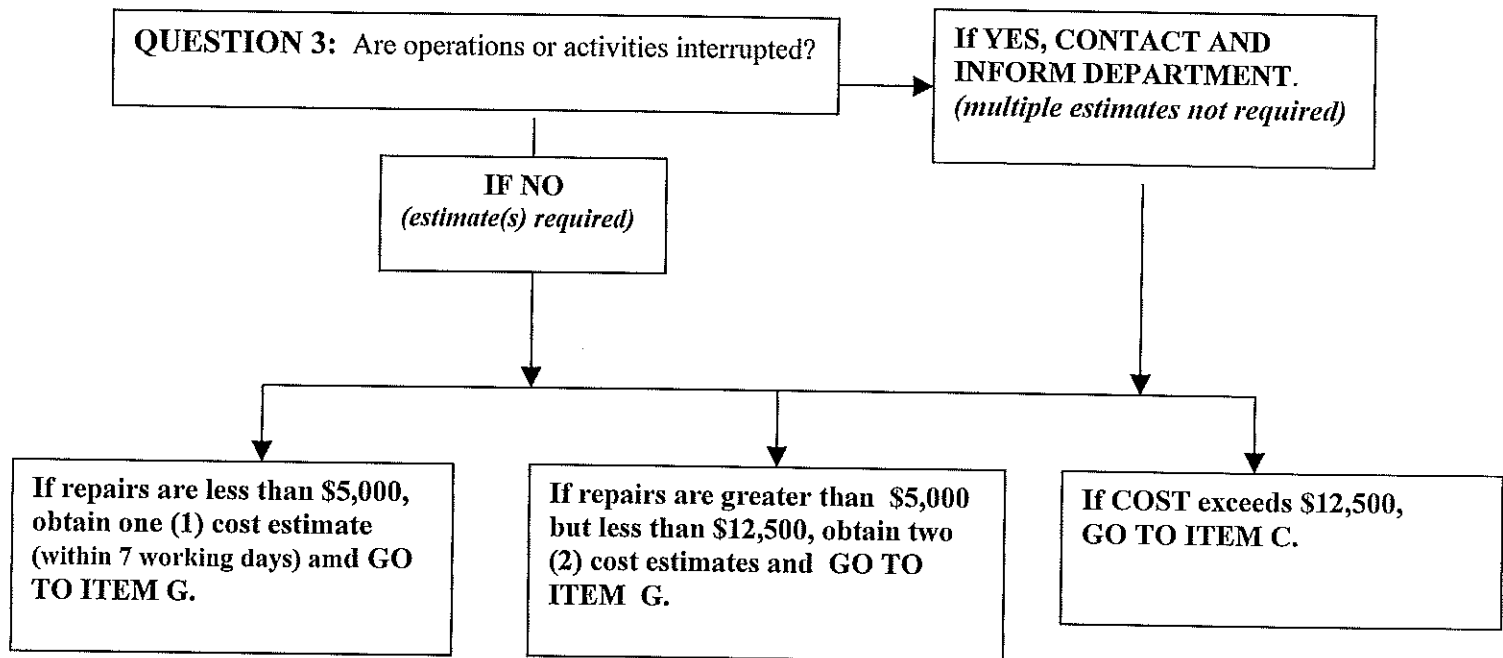 QUESTION 3: Are operations or activities interrupted?
If YES, CONTACT AND
INFORM DEPARTMENT.
(multiple estimates not required)
IF NO
(estimate(s) required)
If repairs are less than $5,000,
obtain one (1) cost estimate
(within 7 working days) amd GO
TO ITEM G.
If repairs are greater than $5,000
but less than $12,500, obtain two
(2) cost estimates and GO TO
ITEM G.
If COST exceeds $12,500,
GO TO ITEM C.